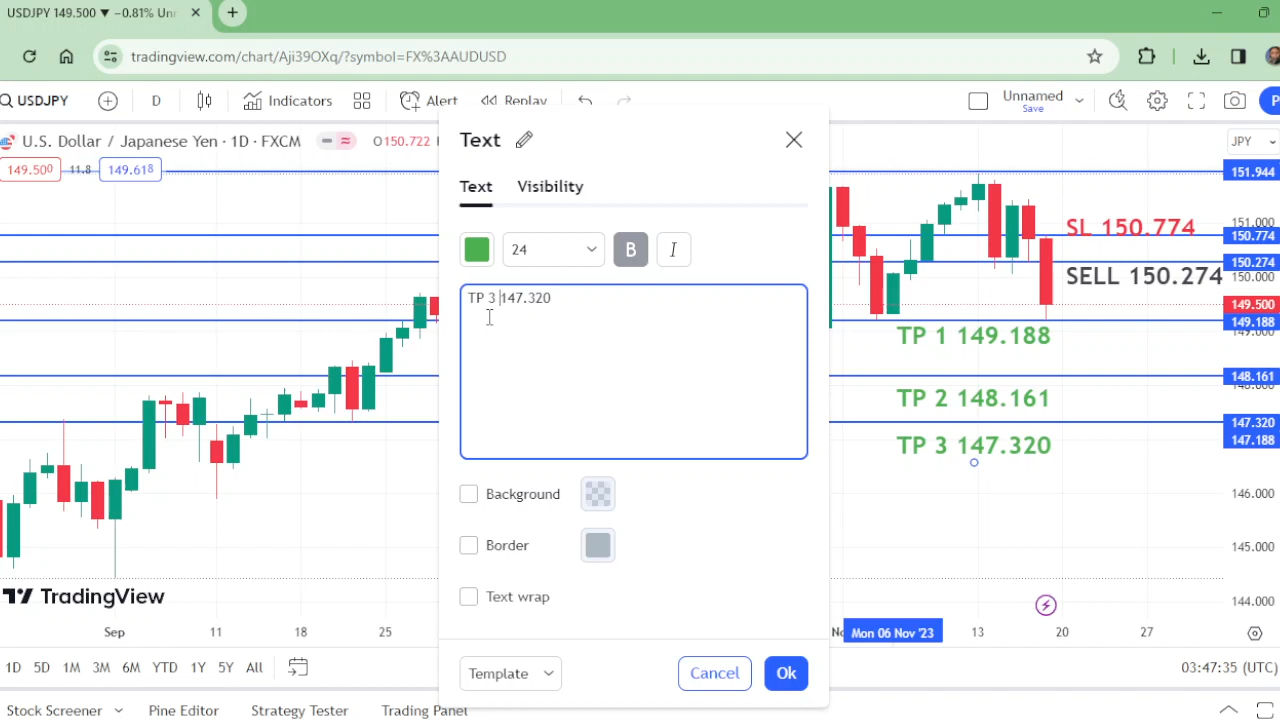 USDJPY 149.500 ▼ −0.81% Un
tradingview.com/chart/Aji39OXq/?symbol=FX%3AAUDUSD
USDJPY
D
Indicators
Alert
Replay
Unnamed
Save
U.S. Dollar / Japanese Yen · 1D · FXCM
O150.722
149.500
11.8
149.618
JPY
Text
Text
Visibility
24
B
I
TP 3 147.320
Background
Border
Text wrap
Template
Cancel
Ok
SL 150.774
SELL 150.274
TP 1 149.188
TP 2 148.161
TP 3 147.320
151.944
151.000
150.774
150.274
150.000
149.500
149.188
149.000
148.161
148.000
147.320
147.188
146.000
145.000
144.000
TradingView
Sep
11
18
25
Mon 06 Nov '23
13
20
27
1D
5D
1M
3M
6M
YTD
1Y
5Y
All
03:47:35 (UTC)
Stock Screener
Pine Editor
Strategy Tester
Trading Panel